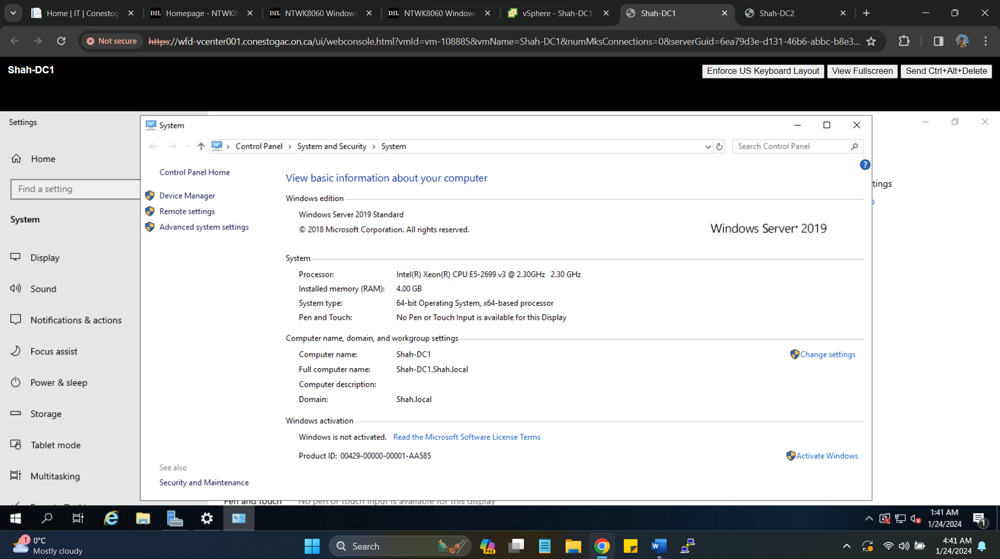 Home | IT | Conestog
D2L Homepage - NTWK8
D2L NTWK8060 Windows
D2L NTWK8060 Windows
vSphere - Shah-DC1
Shah-DC1
Shah-DC2
Not secure
https://wfd-vcenter001.conestogac.on.ca/ui/webconsole.html?vmId=vm-108885&vmName=Shah-DC1&numMksConnections=0&serverGuid=6ea79d3e-d131-46b6-abbc-b8e3...
Shah-DC1
Enforce US Keyboard Layout
View Fullscreen
Send Ctrl+Alt+Delete
Settings
Home
Find a setting
System
Display
Sound
Notifications & actions
Focus assist
Power & sleep
Storage
Tablet mode
Multitasking
System
Control Panel > System and Security > System
Search Control Panel
Control Panel Home
Device Manager
Remote settings
Advanced system settings
See also
Security and Maintenance
?
View basic information about your computer
Windows edition
Windows Server 2019 Standard
© 2018 Microsoft Corporation. All rights reserved.
Windows Server® 2019
System
Processor: Intel(R) Xeon(R) CPU E5-2699 v3 @ 2.30GHz 2.30 GHz
Installed memory (RAM): 4.00 GB
System type: 64-bit Operating System, x64-based processor
Pen and Touch: No Pen or Touch Input is available for this Display
Computer name, domain, and workgroup settings
Computer name: Shah-DC1
Change settings
Full computer name: Shah-DC1.Shah.local
Computer description:
Domain: Shah.local
Windows activation
Windows is not activated. Read the Microsoft Software License Terms
Product ID: 00429-00000-00001-AA585
Activate Windows
tings
Pen and touch No pen or touch input is available for this display
1:41 AM
1/24/2024
1
1
0°C
Mostly cloudy
Search
PRE
W
4:41 AM
1/24/2024